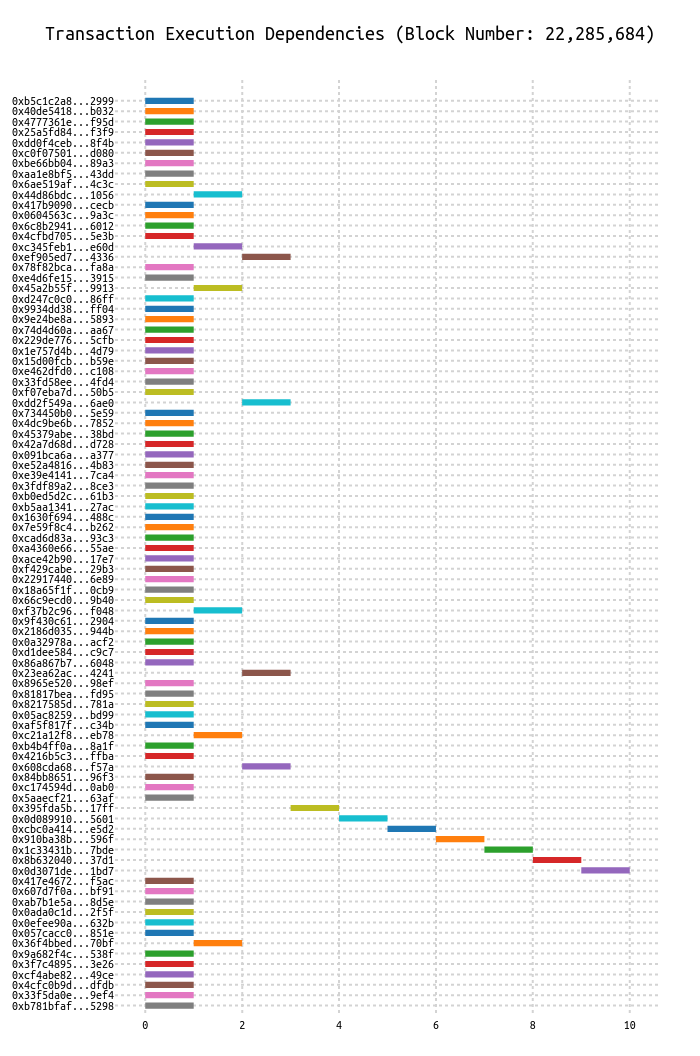 Transaction Execution Dependencies (Block Number: 22,285,684)
0xb5c1c2a8...2999
0x40de5418...b032
0x4777361e...f95d
0x25a5fd84...f3f9
0xdd0f4ceb...8f4b
0xc0f07501...d080
0xbe66bb04...89a3
0xaa1e8bf5...43dd
0x6ae519af...4c3c
0x44d86bdc...1056
0x417b9090...cecb
0x0604563c...9a3c
0x6c8b2941...6012
0x4cfbd705...5e3b
0xc345feb1...e60d
0xef905ed7...4336
0x78f82bca...fa8a
0xe4d6fe15...3915
0x45a2b55f...9913
0xd247c0c0...86ff
0x9934dd38...ff04
0x9e24be8a...5893
0x74d4d60a...aa67
0x229de776...5cfb
0x1e757d4b...4d79
0x15d00fcb...b59e
0xe462dfd0...c108
0x33fd58ee...4fd4
0xf07eba7d...50b5
0xdd2f549a...6ae0
0x734450b0...5e59
0x4dc9be6b...7852
0x45379abe...38bd
0x42a7d68d...d728
0x091bca6a...a377
0xe52a4816...4b83
0xe39e4141...7ca4
0x3fdf89a2...8ce3
0xb0ed5d2c...61b3
0xb5aa1341...27ac
0x1630f694...488c
0x7e59f8c4...b262
0xcad6d83a...93c3
0xa4360e66...55ae
0xace42b90...17e7
0xf429cabe...29b3
0x22917440...6e89
0x18a65f1f...0cb9
0x66c9ecd0...9b40
0xf37b2c96...f048
0x9f430c61...2904
0x2186d035...944b
0x0a32978a...acf2
0xd1dee584...c9c7
0x86a867b7...6048
0x23ea62ac...4241
0x8965e520...98ef
0x81817bea...fd95
0x8217585d...781a
0x05ac8259...bd99
0xaf5f817f...c34b
0xc21a12f8...eb78
0xb4b4ff0a...8a1f
0x4216b5c3...ffba
0x608cda68...f57a
0x84bb8651...96f3
0xc174594d...0ab0
0x5aaecf21...63af
0x395fda5b...17ff
0x0d089910...5601
0xcbc0a414...e5d2
0x910ba38b...596f
0x1c33431b...7bde
0x8b632040...37d1
0x0d3071de...1bd7
0x417e4672...f5ac
0x607d7f0a...bf91
0xab7b1e5a...8d5e
0x0ada0c1d...2f5f
0x0efee90a...632b
0x057cacc0...851e
0x36f4bbed...70bf
0x9a682f4c...538f
0x3f7c4895...3e26
0xcf4abe82...49ce
0x4cfc0b9d...dfdb
0x33f5da0e...9ef4
0xb781bfaf...5298
0 2 4 6 8 10